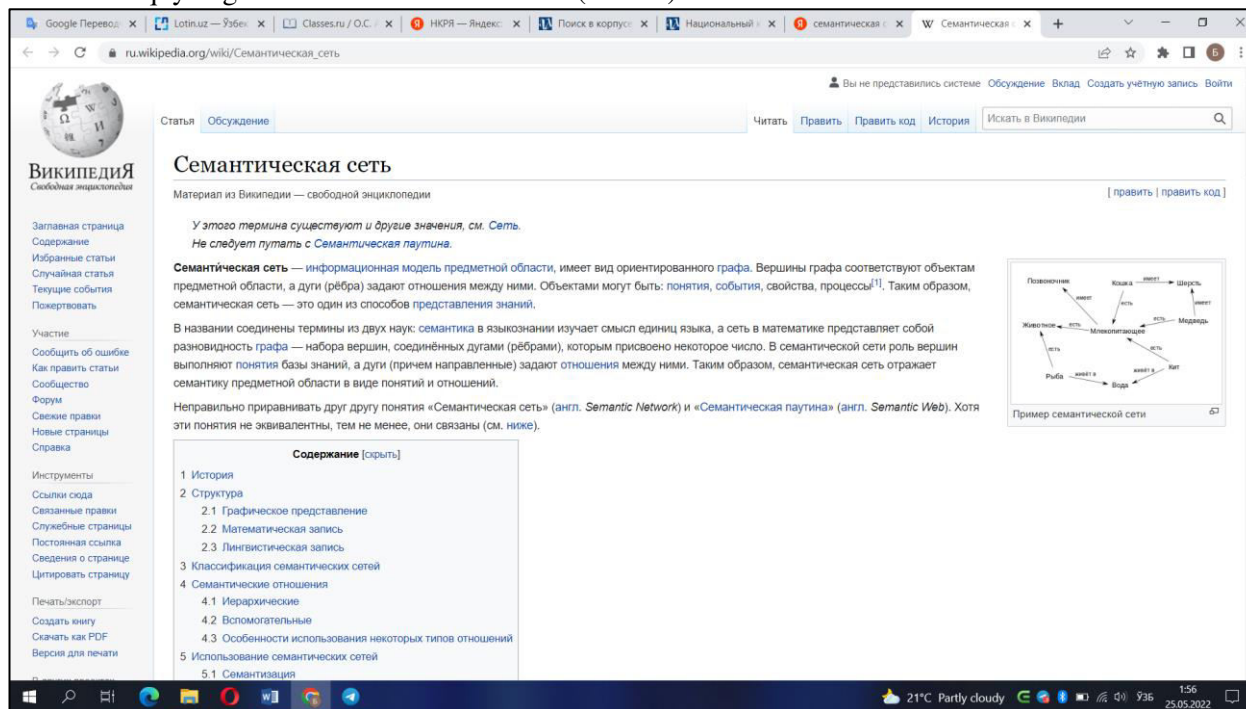 Google Перевод
Lotin.uz — Ўзбек
Classes.ru / О.С.
НКРЯ — Яндекс:
Поиск в корпусе
Национальный
семантическая с
Семантическая с
ru.wikipedia.org/wiki/Семантическая_сеть
Вы не представились системе Обсуждение Вклад Создать учётную запись Войти
Статья Обсуждение
Читать Править Править код История Искать в Википедии
ВИКИПЕДИЯ
Свободная энциклопедия
Заглавная страница
Содержание
Избранные статьи
Случайная статья
Текущие события
Пожертвовать
Участие
Сообщить об ошибке
Как править статьи
Сообщество
Форум
Свежие правки
Новые страницы
Справка
Инструменты
Ссылки сюда
Связанные правки
Служебные страницы
Постоянная ссылка
Сведения о странице
Цитировать страницу
Печать/экспорт
Создать книгу
Скачать как PDF
Версия для печати
Семантическая сеть
Материал из Википедии — свободной энциклопедии
[ править | править код ]
У этого термина существуют и другие значения, см. Сеть.
Не следует путать с Семантическая паутина.
Семанти́ческая сеть — информационная модель предметной области, имеет вид ориентированного графа. Вершины графа соответствуют объектам
предметной области, а дуги (рёбра) задают отношения между ними. Объектами могут быть: понятия, события, свойства, процессы[1]. Таким образом,
семантическая сеть — это один из способов представления знаний.
В названии соединены термины из двух наук: семантика в языкознании изучает смысл единиц языка, а сеть в математике представляет собой
разновидность графа — набора вершин, соединённых дугами (рёбрами), которым присвоено некоторое число. В семантической сети роль вершин
выполняют понятия базы знаний, а дуги (причем направленные) задают отношения между ними. Таким образом, семантическая сеть отражает
семантику предметной области в виде понятий и отношений.
Неправильно приравнивать друг другу понятия «Семантическая сеть» (англ. Semantic Network) и «Семантическая паутина» (англ. Semantic Web). Хотя
эти понятия не эквивалентны, тем не менее, они связаны (см. ниже).
Позвоночник Кошка имеет Шерсть
имеет есть имеет
Животное есть Млекопитающее есть Медведь
есть есть
Рыба живёт в Вода живёт в Кит
Пример семантической сети
Содержание [скрыть]
1 История
2 Структура
2.1 Графическое представление
2.2 Математическая запись
2.3 Лингвистическая запись
3 Классификация семантических сетей
4 Семантические отношения
4.1 Иерархические
4.2 Вспомогательные
4.3 Особенности использования некоторых типов отношений
5 Использование семантических сетей
5.1 Семантизация
21°C Partly cloudy ЎЗБ 1:56
25.05.2022